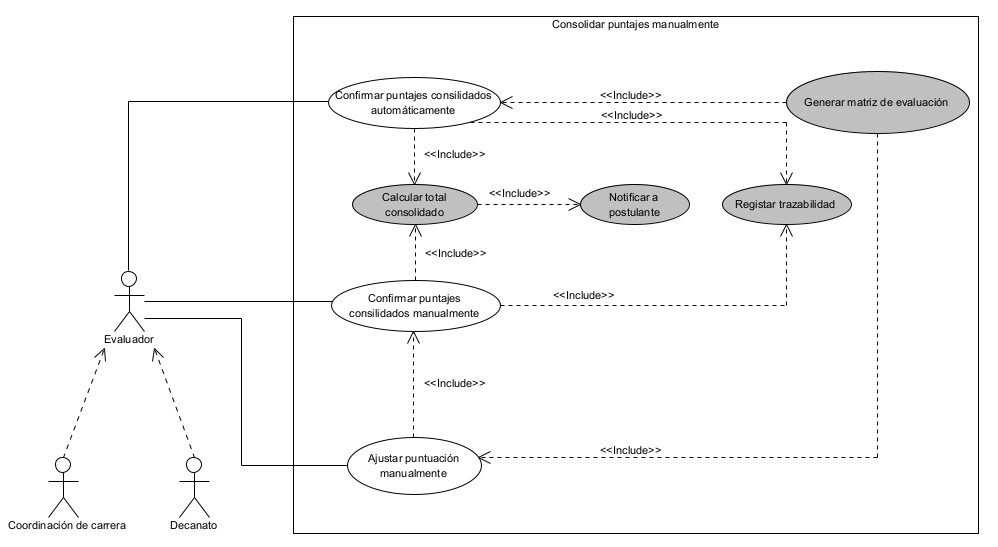 Consolidar puntajes manualmente
Confirmar puntajes consilidados
automáticamente
<<Include>>
Generar matriz de evaluación
<<Include>>
<<Include>>
Calcular total
consolidado
<<Include>>
Notificar a
postulante
Registar trazabilidad
<<Include>>
Confirmar puntajes
consilidados manualmente
<<Include>>
Evaluador
<<Include>>
Ajustar puntuación
manualmente
<<Include>>
Coordinación de carrera
Decanato